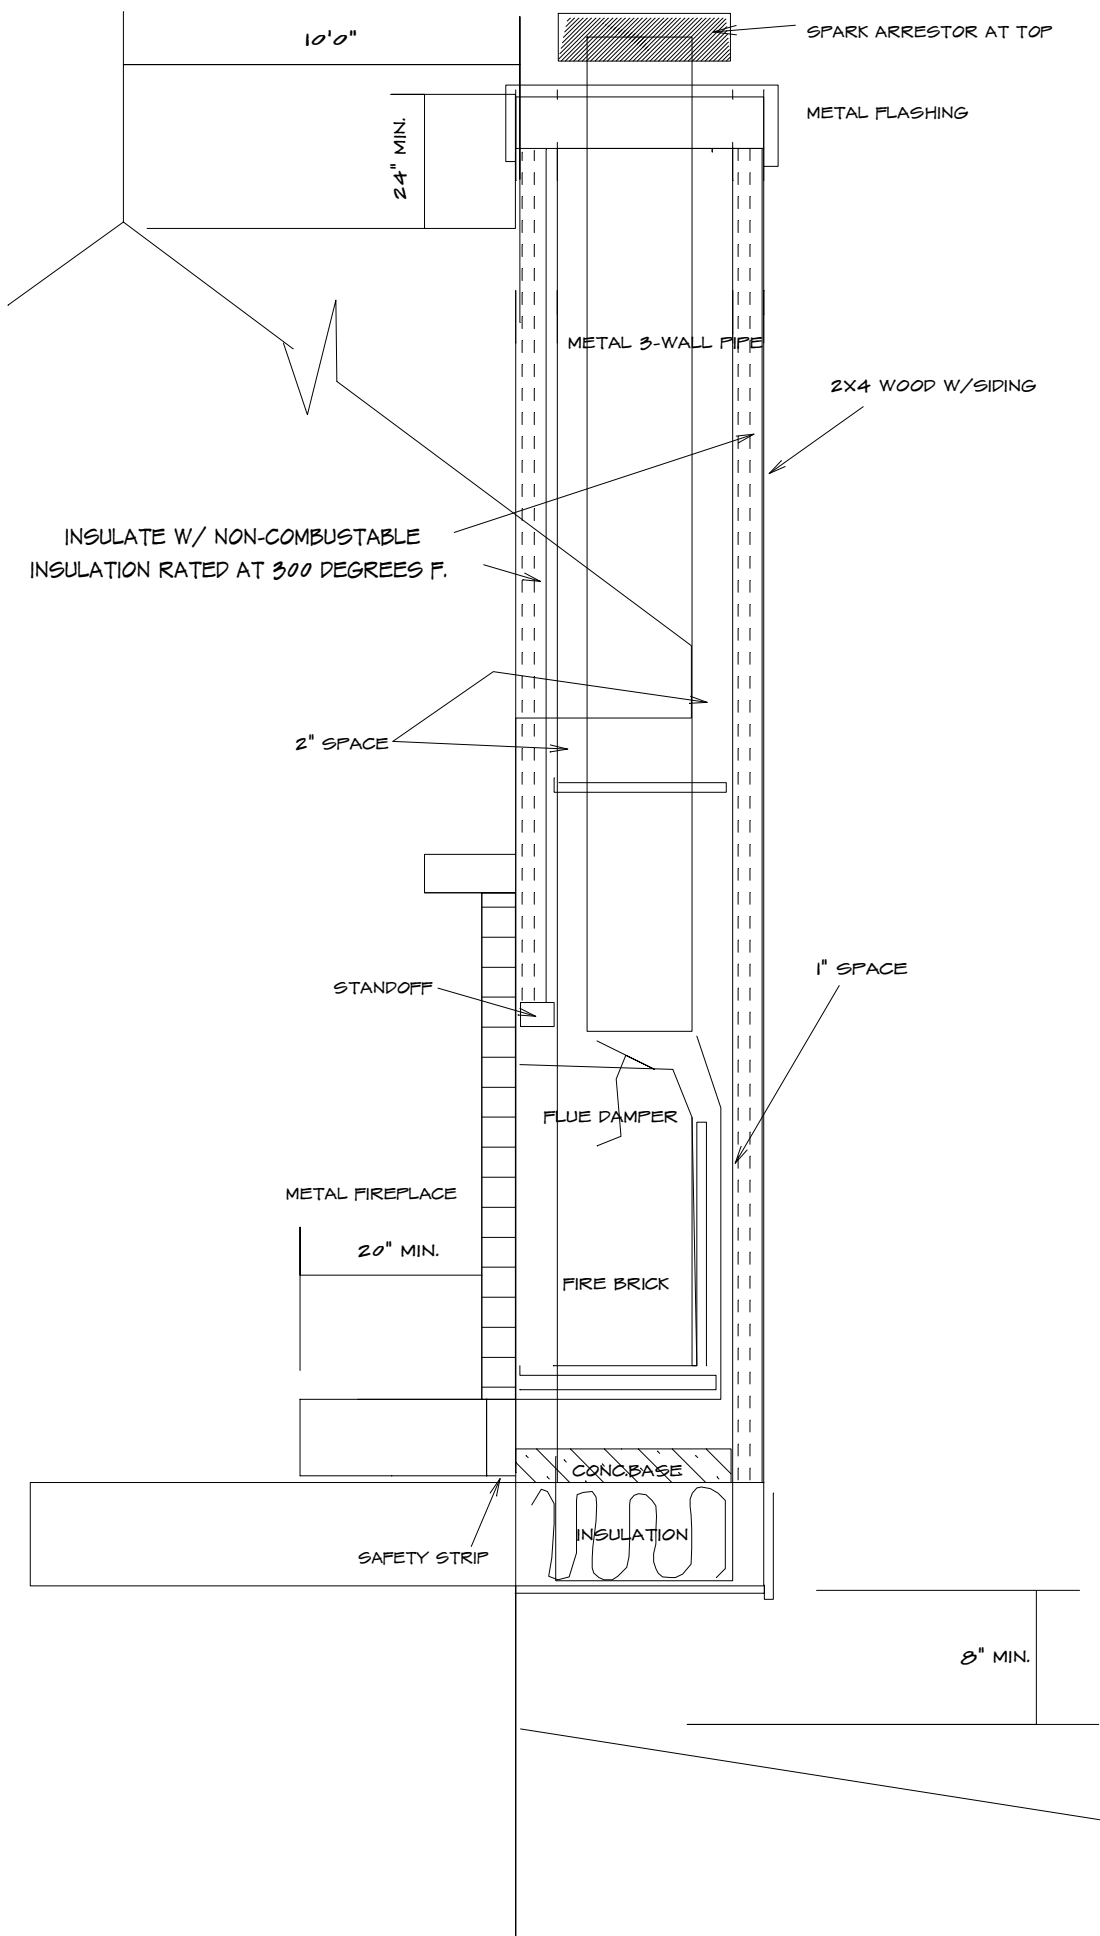 SPARK ARRESTOR AT TOP
10'0"
METAL FLASHING
24" MIN.
METAL 3-WALL PIPE
2X4 WOOD W/SIDING
INSULATE W/ NON-COMBUSTABLE
INSULATION RATED AT 300 DEGREES F.
2" SPACE
1" SPACE
STANDOFF
FLUE DAMPER
METAL FIREPLACE
20" MIN.
FIRE BRICK
CONC.BASE
INSULATION
SAFETY STRIP
8" MIN.